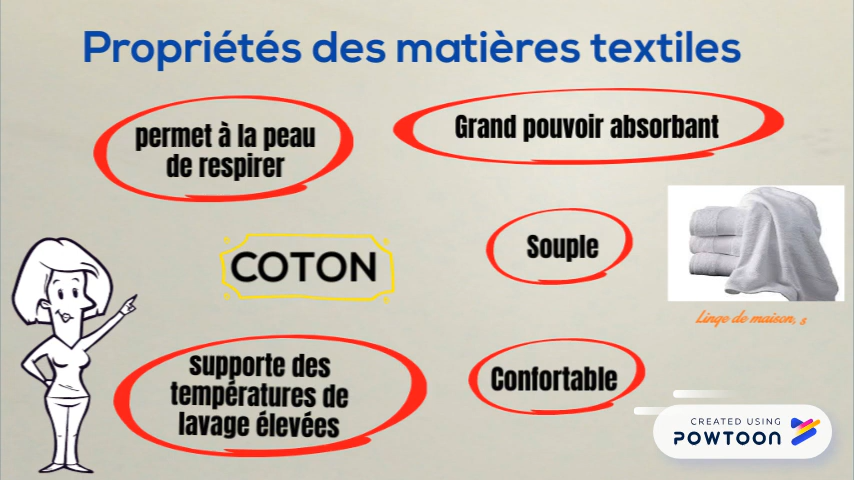 Propriétés des matières textiles
permet à la peau
de respirer
Grand pouvoir absorbant
Souple
COTON
Linge de maison, s
supporte des
températures de
lavage élevées
Confortable
CREATED USING
POWTOON